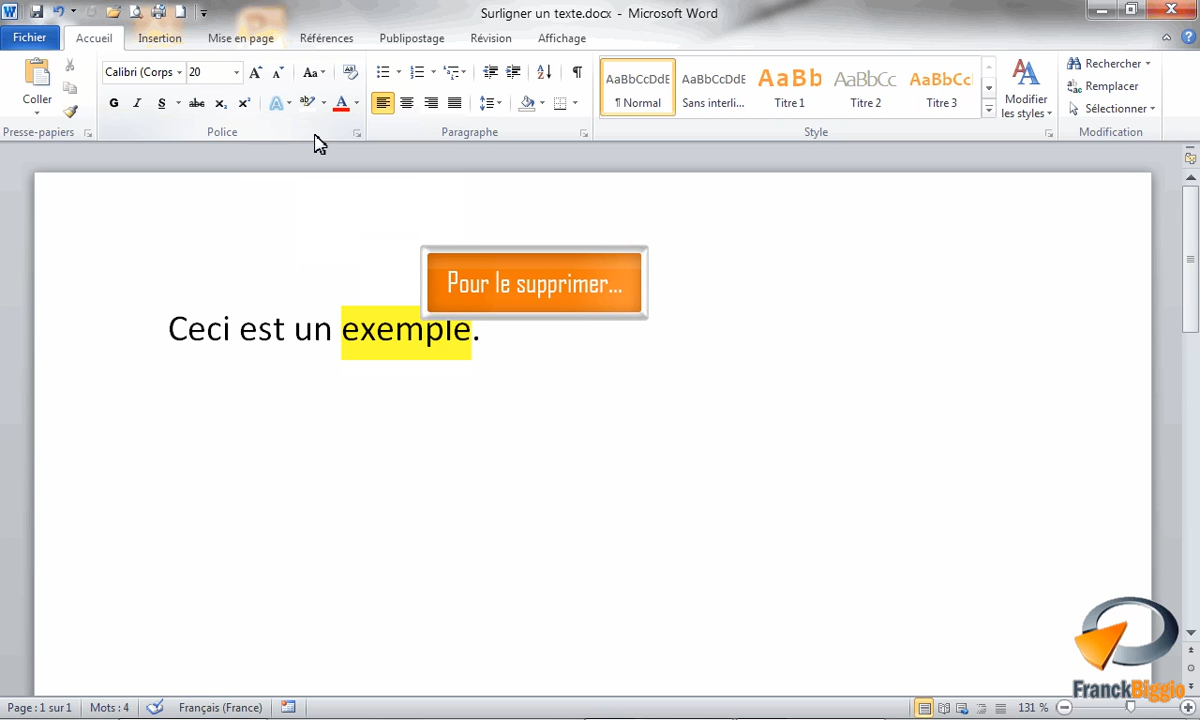 Surligner un texte.docx - Microsoft Word
Fichier Accueil Insertion Mise en page Références Publipostage Révision Affichage
Coller
Calibri (Corps 20
AaBbCcDdE AaBbCcDdE AaBb AaBbCc AaBbCc
¶ Normal Sans interli... Titre 1 Titre 2 Titre 3
Modifier
les styles
Rechercher
Remplacer
Sélectionner
Presse-papiers Police Paragraphe Style Modification
Pour le supprimer...
Ceci est un exemple.
FranckBiggio
Page : 1 sur 1 Mots : 4 Français (France) 131 %